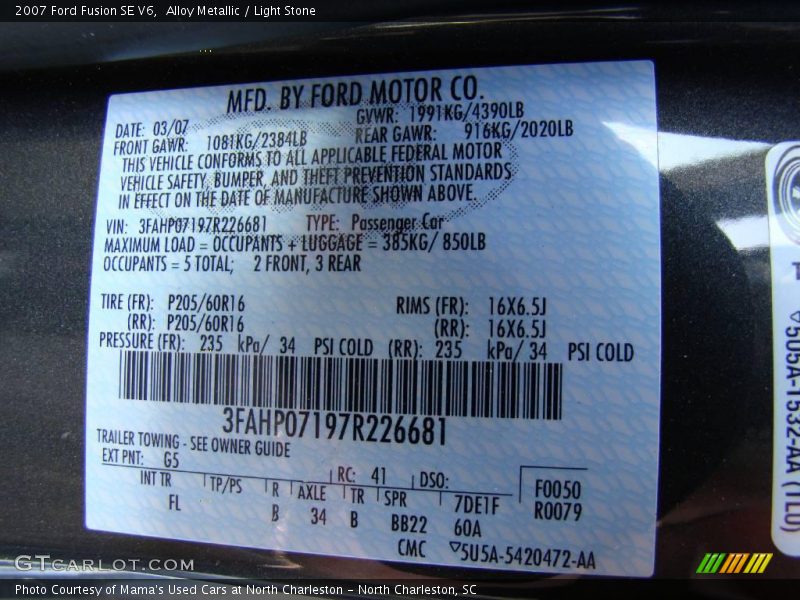 2007 Ford Fusion SE V6,  Alloy Metallic / Light Stone
MFD. BY FORD MOTOR CO.
DATE: 03/07 GVWR: 1991KG/4390LB
FRONT GAWR: 1081KG/2384LB REAR GAWR: 916KG/2020LB
THIS VEHICLE CONFORMS TO ALL APPLICABLE FEDERAL MOTOR
VEHICLE SAFETY, BUMPER, AND THEFT PREVENTION STANDARDS
IN EFFECT ON THE DATE OF MANUFACTURE SHOWN ABOVE.
VIN: 3FAHP07197R226681 TYPE: Passenger Car
MAXIMUM LOAD = OCCUPANTS + LUGGAGE = 385KG/ 850LB
OCCUPANTS = 5 TOTAL; 2 FRONT, 3 REAR
TIRE (FR): P205/60R16 RIMS (FR): 16X6.5J
(RR): P205/60R16 (RR): 16X6.5J
PRESSURE (FR): 235 kPa/ 34 PSI COLD (RR): 235 kPa/ 34 PSI COLD
3FAHP07197R226681
TRAILER TOWING - SEE OWNER GUIDE
EXT PNT: G5 RC: 41 DSO: F0050
INT TR TP/PS R AXLE TR SPR 7DE1F R0079
FL B 34 B BB22 60A
CMC ▽5U5A-5420472-AA
▽5U5A-1532-AA (TLO)
GTCarLot.com
Photo Courtesy of Mama's Used Cars at North Charleston - North Charleston, SC